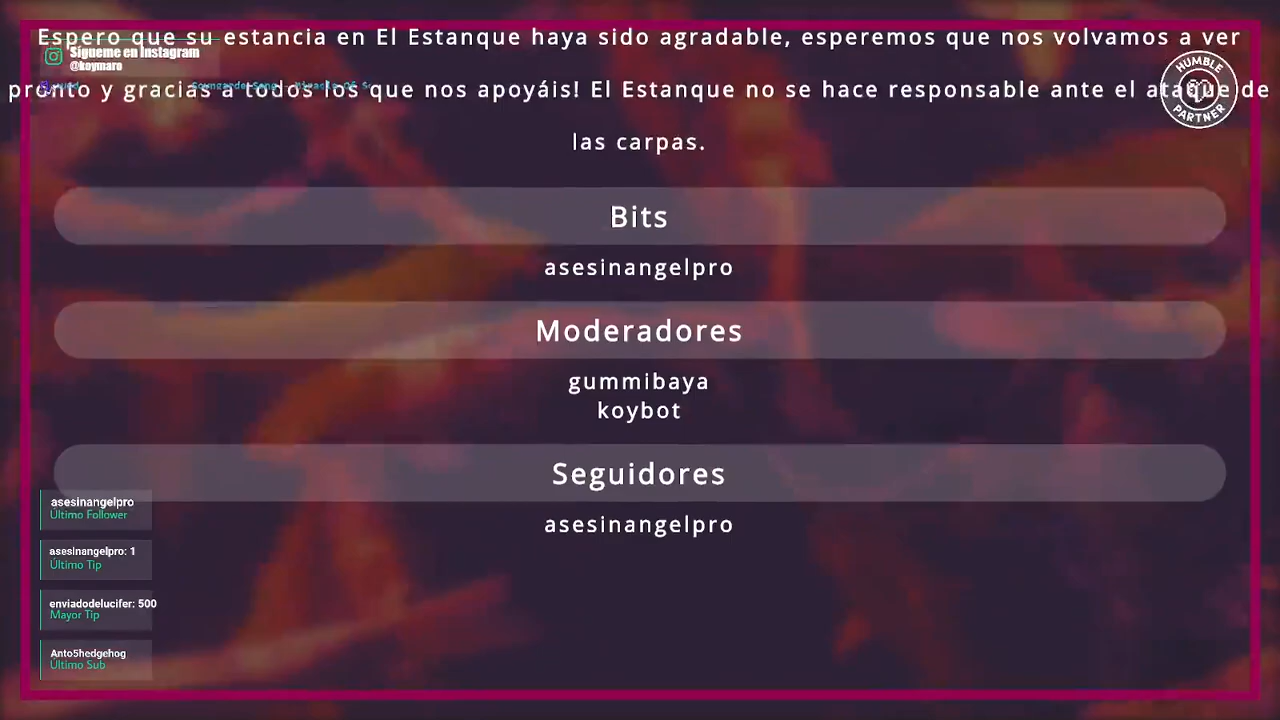 Espero que su estancia en El Estanque haya sido agradable, esperemos que nos volvamos a ver
Sígueme en Instagram
@koymaro
pronto y gracias a todos los que nos apoyáis! El Estanque no se hace responsable ante el ataque de
HUMBLE
PARTNER
las carpas.
Bits
asesinangelpro
Moderadores
gummibaya
koybot
Seguidores
asesinangelpro
asesinangelpro
Último Follower
asesinangelpro: 1
Último Tip
enviadodelucifer: 500
Mayor Tip
Anto5hedgehog
Último Sub